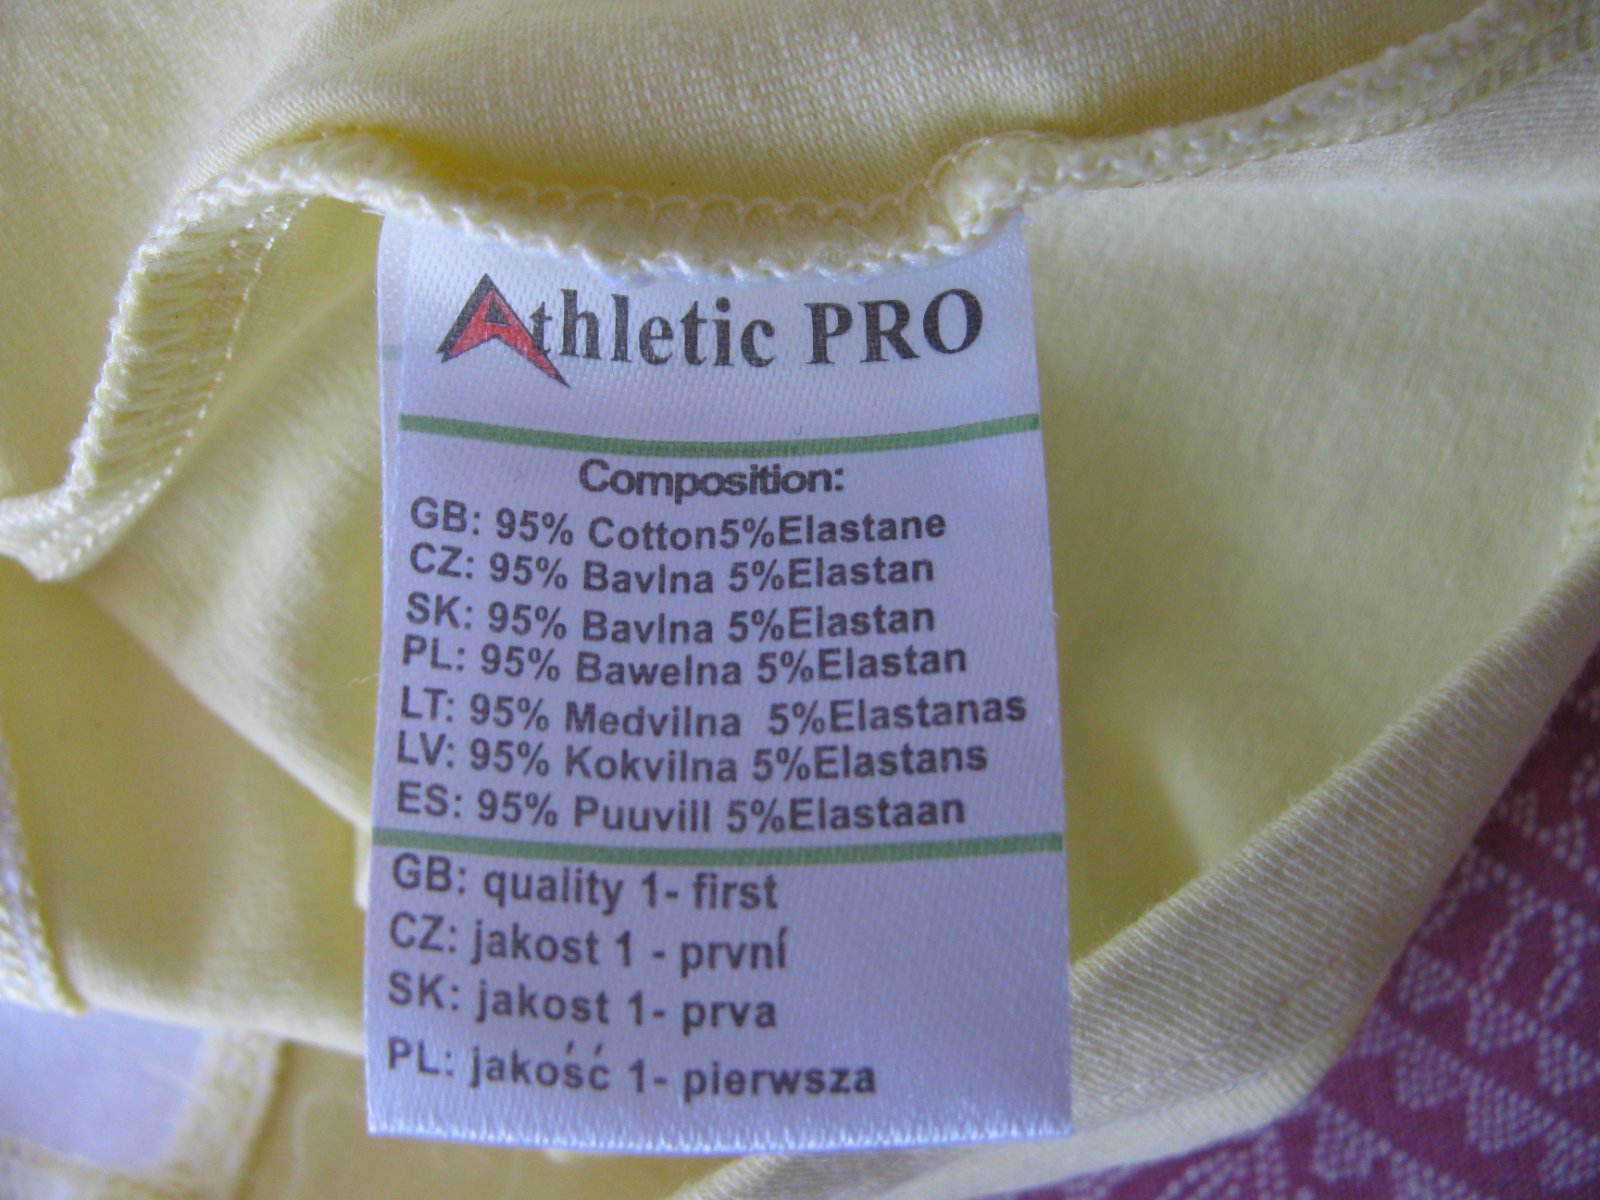 Athletic PRO
Composition:
GB: 95% Cotton5%Elastane
CZ: 95% Bavlna 5%Elastan
SK: 95% Bavlna 5%Elastan
PL: 95% Bawelna 5%Elastan
LT: 95% Medvilna 5%Elastanas
LV: 95% Kokvilna 5%Elastans
ES: 95% Puuvill 5%Elastaan
GB: quality 1- first
CZ: jakost 1 - první
SK: jakost 1- prva
PL: jakość 1- pierwsza